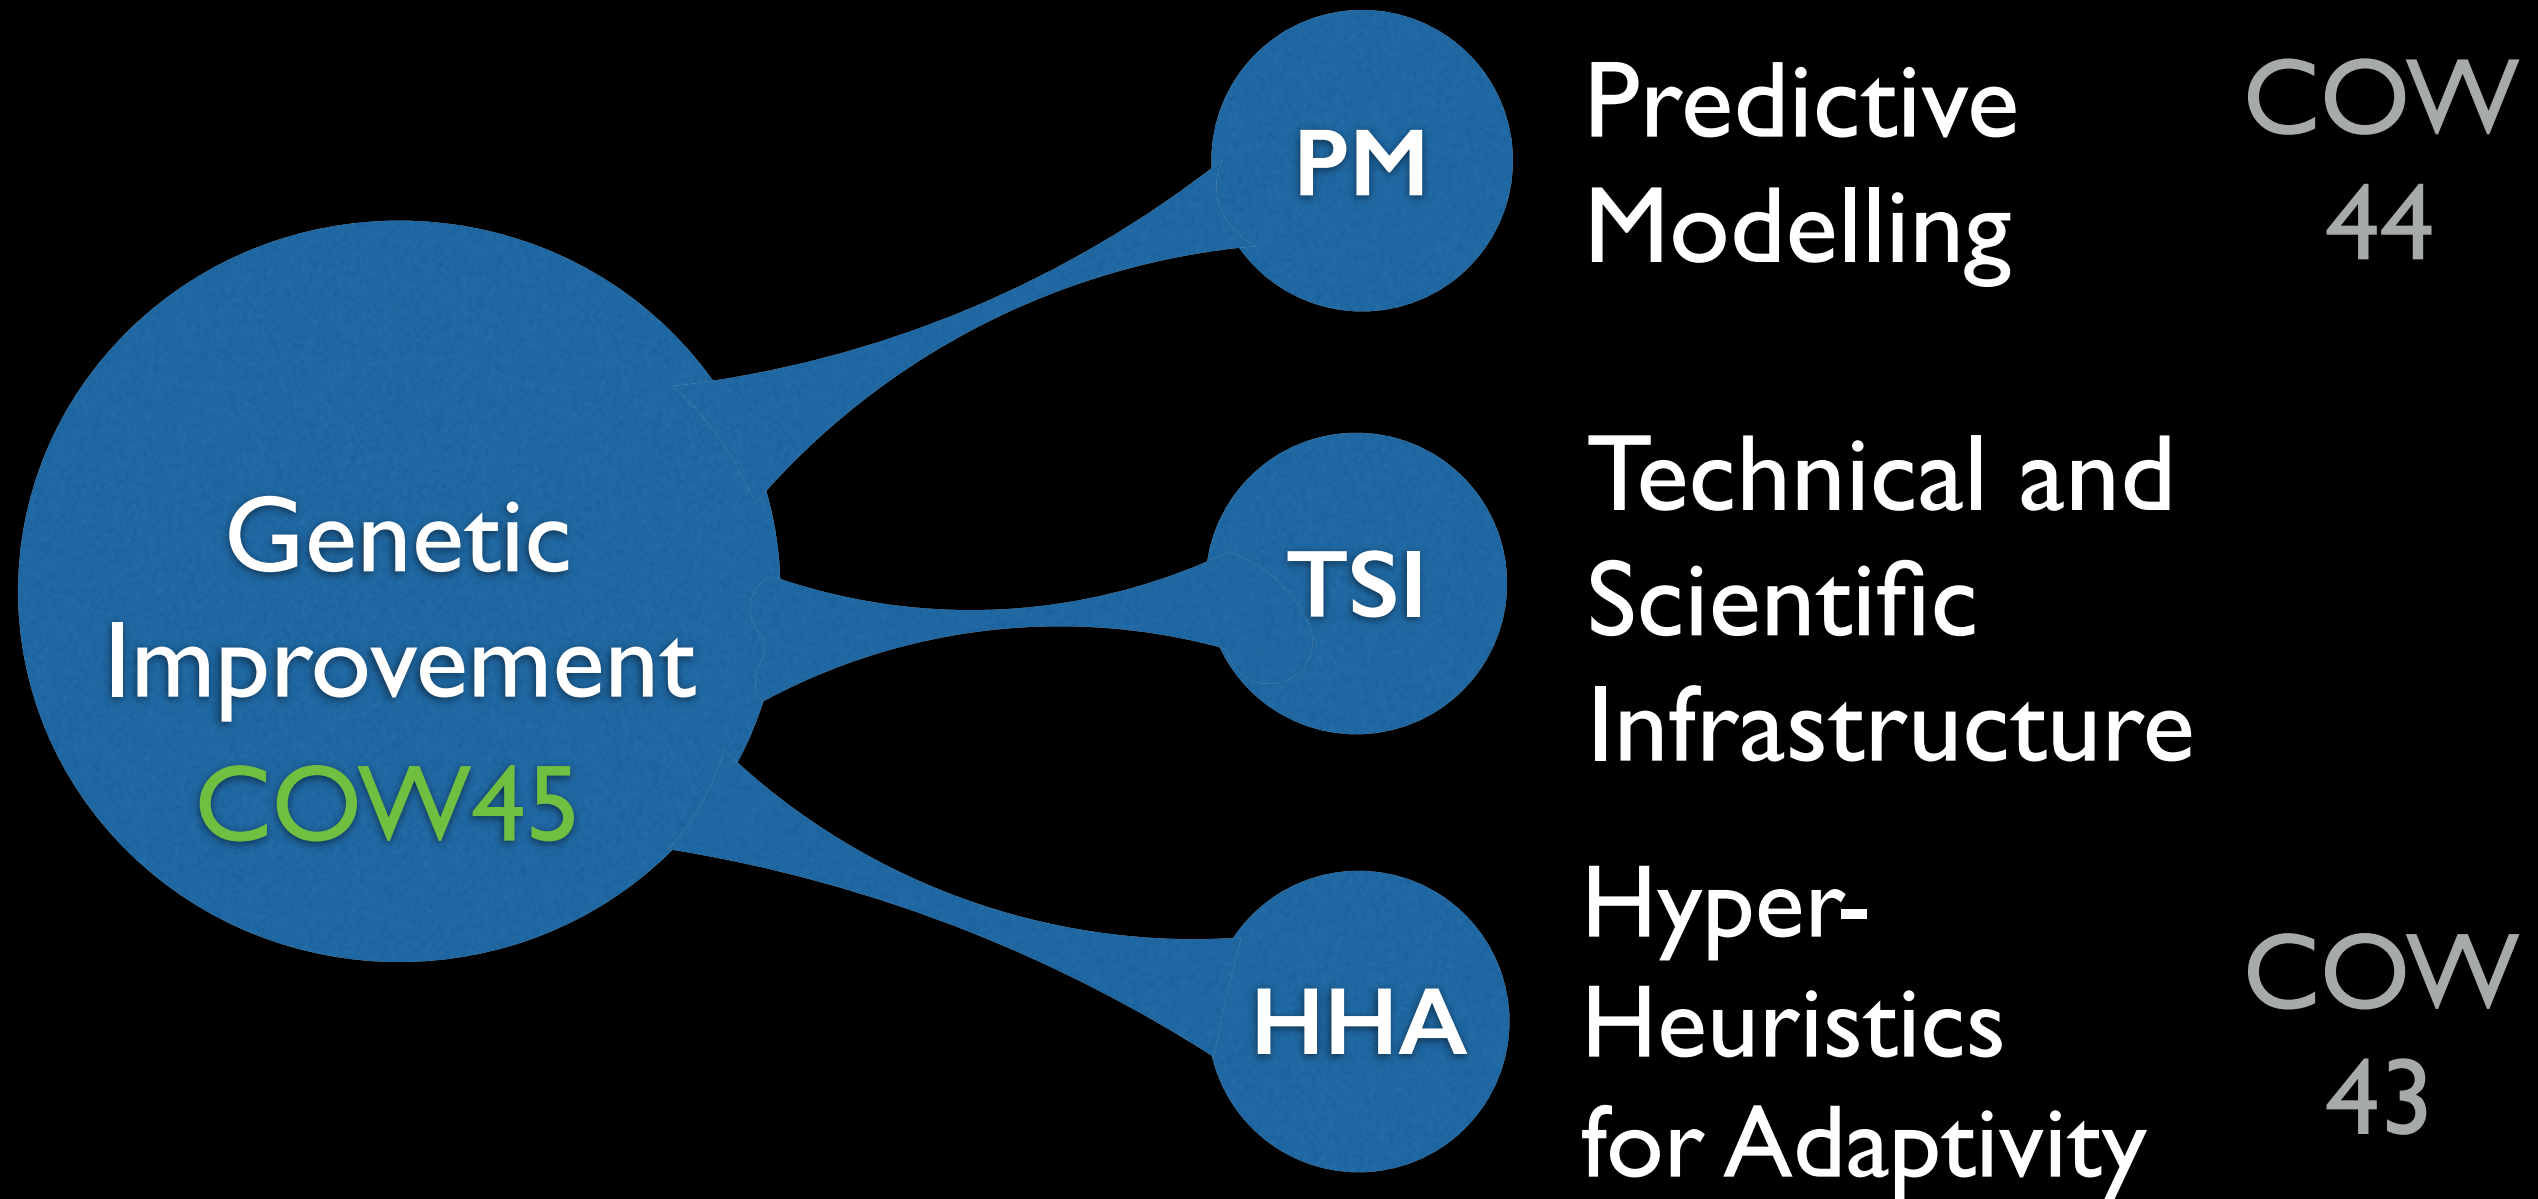 Genetic
Improvement
COW45
PM
Predictive
Modelling
COW
44
TSI
Technical and
Scientific
Infrastructure
HHA
Hyper-
Heuristics
for Adaptivity
COW
43